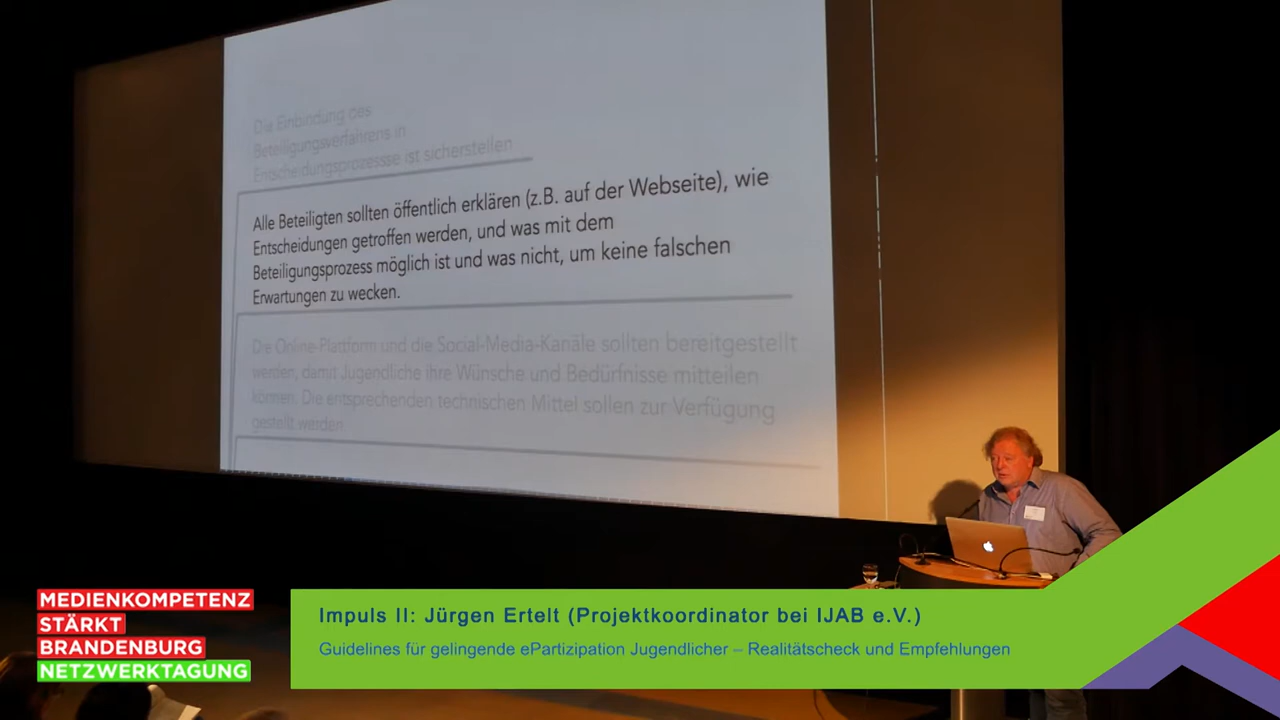 Die Einbindung des
Beteiligungsverfahrens in
Entscheidungsprozessse ist sicherstellen
Alle Beteiligten sollten öffentlich erklären (z.B. auf der Webseite), wie
Entscheidungen getroffen werden, und was mit dem
Beteiligungsprozess möglich ist und was nicht, um keine falschen
Erwartungen zu wecken.
Die Online-Plattform und die Social-Media-Kanäle sollten bereitgestellt
werden, damit Jugendliche ihre Wünsche und Bedürfnisse mitteilen
können. Die entsprechenden technischen Mittel sollen zur Verfügung
gestellt werden.
MEDIENKOMPETENZ
STÄRKT
BRANDENBURG
NETZWERKTAGUNG
Impuls II: Jürgen Ertelt (Projektkoordinator bei IJAB e.V.)
Guidelines für gelingende ePartizipation Jugendlicher – Realitätscheck und Empfehlungen